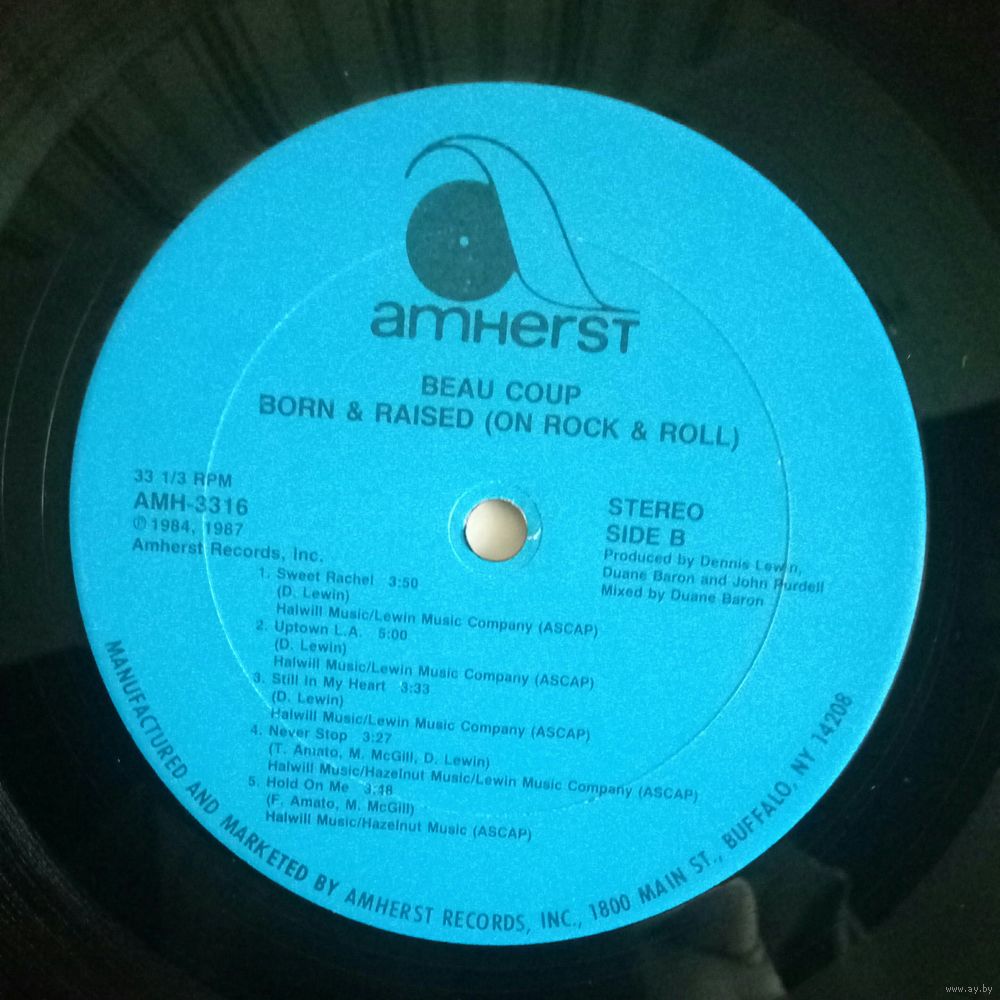 amHersT
BEAU COUP
BORN & RAISED (ON ROCK & ROLL)
33 1/3 RPM
AMH-3316
℗ 1984, 1987
Amherst Records, Inc.
STEREO
SIDE B
Produced by Dennis Lewin,
Duane Baron and John Purdell
Mixed by Duane Baron
1. Sweet Rachel 3:50
(D. Lewin)
Halwill Music/Lewin Music Company (ASCAP)
2. Uptown L.A. 5:00
(D. Lewin)
Halwill Music/Lewin Music Company (ASCAP)
3. Still In My Heart 3:33
(D. Lewin)
Halwill Music/Lewin Music Company (ASCAP)
4. Never Stop 3:27
(T. Amato, M. McGill, D. Lewin)
Halwill Music/Hazelnut Music/Lewin Music Company (ASCAP)
5. Hold On Me 3:48
(F. Amato, M. McGill)
Halwill Music/Hazelnut Music (ASCAP)
MANUFACTURED AND MARKETED BY AMHERST RECORDS, INC., 1800 MAIN ST., BUFFALO, NY 14208
www.ay.by